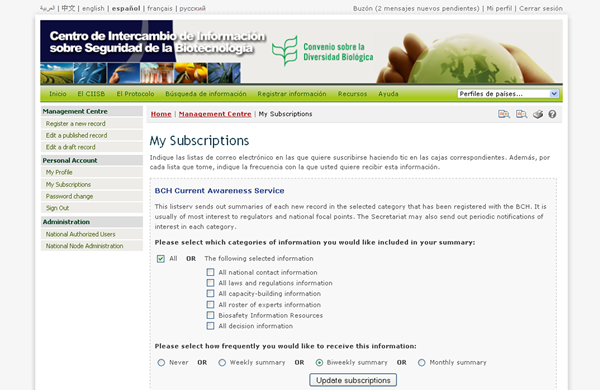 العربية | 中文 | english | español | français | русский
Buzón (2 mensajes nuevos pendientes) | Mi perfil | Cerrar sesión
Centro de Intercambio de Información
sobre Seguridad de la Biotecnología
Convenio sobre la
Diversidad Biológica
Inicio El CIISB El Protocolo Búsqueda de información Registrar información Recursos Ayuda Perfiles de países...
Management Centre
Register a new record
Edit a published record
Edit a draft record
Personal Account
My Profile
My Subscriptions
Password change
Sign Out
Administration
National Authorized Users
National Node Administration
Home | Management Centre | My Subscriptions
My Subscriptions
Indique las listas de correo electrónico en las que quiere suscribirse haciendo tic en las cajas correspondientes. Además, por
cada lista que tome, indique la frecuencia con la que usted quiere recibir esta información.
BCH Current Awareness Service
This listserv sends out summaries of each new record in the selected category that has been registered with the BCH. It is
usually of most interest to regulators and national focal points. The Secretariat may also send out periodic notifications of
interest in each category.
Please select which categories of information you would like included in your summary:
All OR The following selected information
All national contact information
All laws and regulations information
All capacity-building information
All roster of experts information
Biosafety Information Resources
All decision information
Please select how frequently you would like to receive this information:
Never OR Weekly summary OR Biweekly summary OR Monthly summary
Update subscriptions